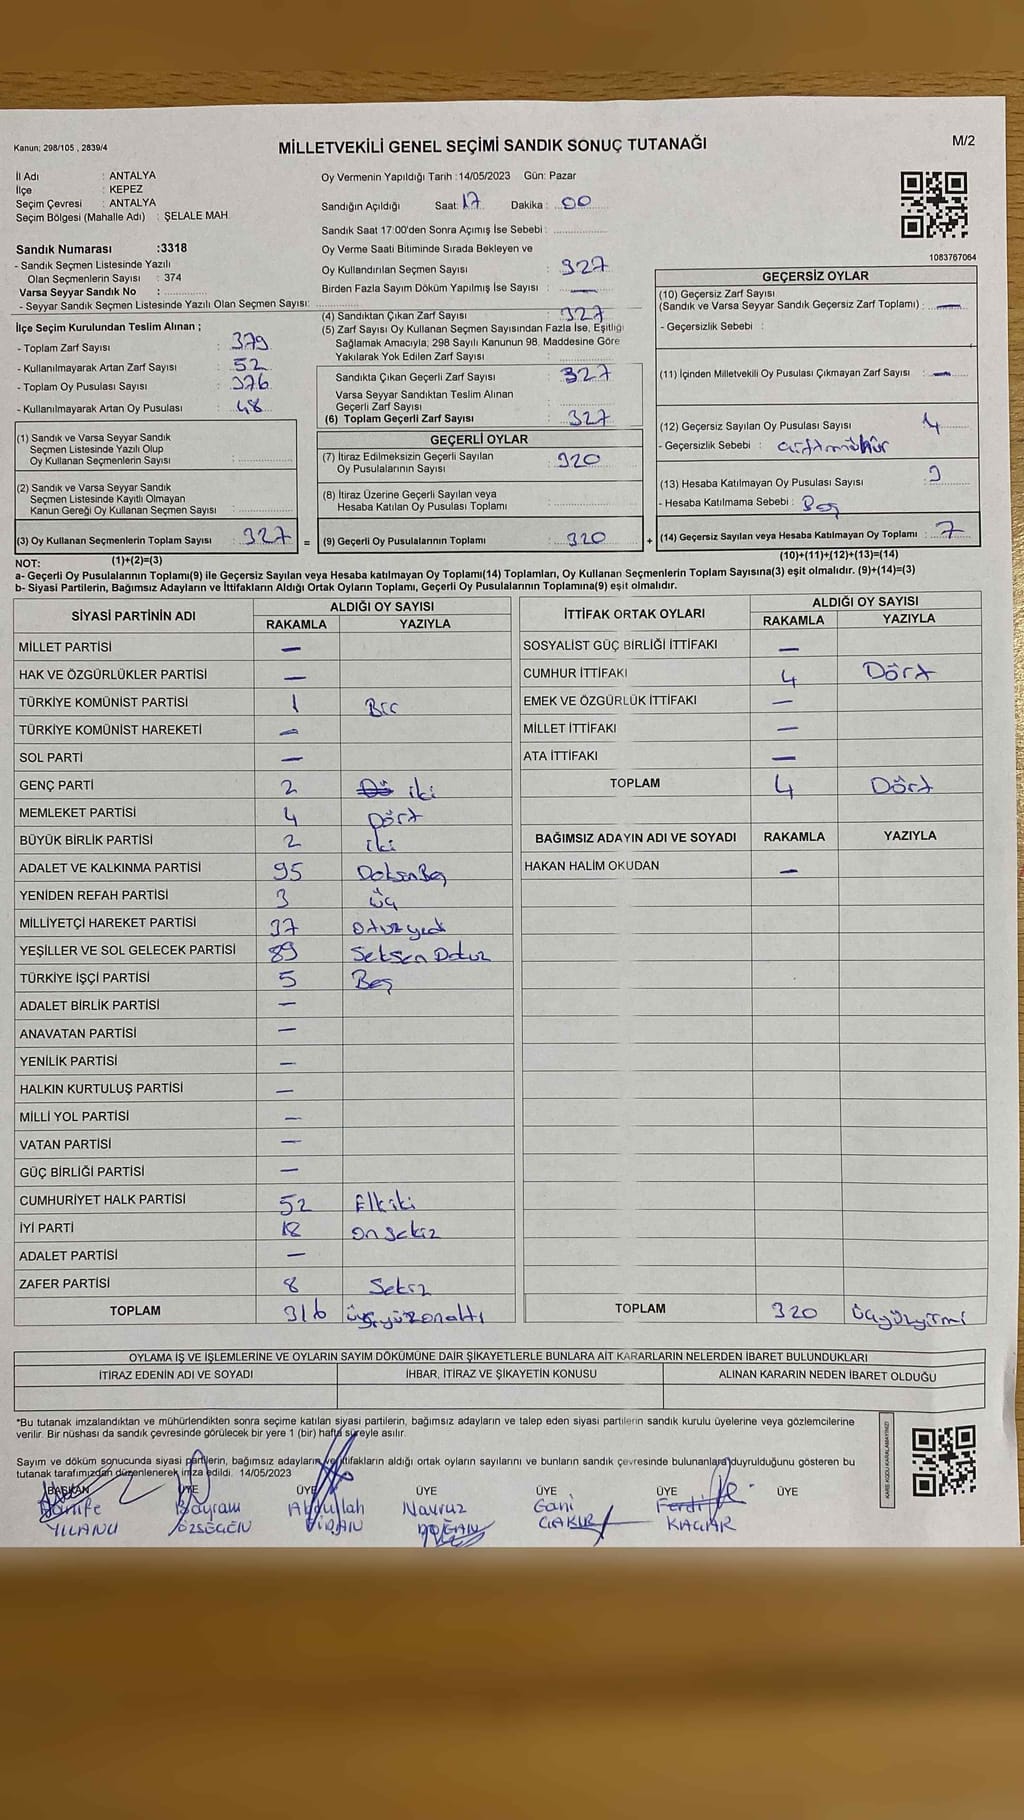 Kanun: 298/105 , 2839/4
MİLLETVEKİLİ GENEL SEÇİMİ SANDIK SONUÇ TUTANAĞI
M/2
İl Adı : ANTALYA
İlçe : KEPEZ
Seçim Çevresi : ANTALYA
Seçim Bölgesi (Mahalle Adı) : ŞELALE MAH.
Oy Vermenin Yapıldığı Tarih :14/05/2023 Gün: Pazar
Sandığın Açıldığı Saat: 17 Dakika : 00
Sandık Saat 17:00'dem Sonra Açımış İse Sebebi :
Sandık Numarası :3318
- Sandık Seçmen Listesinde Yazılı
Olan Seçmenlerin Sayısı : 374
Varsa Seyyar Sandık No :
- Seyyar Sandık Seçmen Listesinde Yazılı Olan Seçmen Sayısı:
Oy Verme Saati Bitiminde Sırada Bekleyen ve
Oy Kullandırılan Seçmen Sayısı : 327
Birden Fazla Sayım Döküm Yapılmış İse Sayısı : —
1083767064
İlçe Seçim Kurulundan Teslim Alınan ;
- Toplam Zarf Sayısı : 379
- Kullanılmayarak Artan Zarf Sayısı : 52
- Toplam Oy Pusulası Sayısı : 376
- Kullanılmayarak Artan Oy Pusulası : 48
(1) Sandık ve Varsa Seyyar Sandık
Seçmen Listesinde Yazılı Olup
Oy Kullanan Seçmenlerin Sayısı :
(2) Sandık ve Varsa Seyyar Sandık
Seçmen Listesinde Kayıtlı Olmayan
Kanun Gereği Oy Kullanan Seçmen Sayısı :
(3) Oy Kullanan Seçmenlerin Toplam Sayısı : 327 =
(1)+(2)=(3)
(4) Sandıktan Çıkan Zarf Sayısı : 327
(5) Zarf Sayısı Oy Kullanan Seçmen Sayısından Fazla İse, Eşitliği
Sağlamak Amacıyla; 298 Sayılı Kanunun 98. Maddesine Göre
Yakılarak Yok Edilen Zarf Sayısı :
Sandıkta Çıkan Geçerli Zarf Sayısı : 327
Varsa Seyyar Sandıktan Teslim Alınan
Geçerli Zarf Sayısı :
(6) Toplam Geçerli Zarf Sayısı : 327
GEÇERLİ OYLAR
(7) İtiraz Edilmeksizin Geçerli Sayılan
Oy Pusulalarının Sayısı : 320
(8) İtiraz Üzerine Geçerli Sayılan veya
Hesaba Katılan Oy Pusulası Toplamı :
(9) Geçerli Oy Pusulalarının Toplamı : 320 +
GEÇERSİZ OYLAR
(10) Geçersiz Zarf Sayısı
(Sandık ve Varsa Seyyar Sandık Geçersiz Zarf Toplamı) : —
- Geçersizlik Sebebi :
(11) İçinden Milletvekili Oy Pusulası Çıkmayan Zarf Sayısı : —
(12) Geçersiz Sayılan Oy Pusulası Sayısı : 4
- Geçersizlik Sebebi : çift mühür
(13) Hesaba Katılmayan Oy Pusulası Sayısı : 3
- Hesaba Katılmama Sebebi : Boş
(14) Geçersiz Sayılan veya Hesaba Katılmayan Oy Toplamı : 7
(10)+(11)+(12)+(13)=(14)
NOT:
a- Geçerli Oy Pusulalarının Toplamı(9) ile Geçersiz Sayılan veya Hesaba katılmayan Oy Toplamı(14) Toplamları, Oy Kullanan Seçmenlerin Toplam Sayısına(3) eşit olmalıdır. (9)+(14)=(3)
b- Siyasi Partilerin, Bağımsız Adayların ve İttifakların Aldığı Ortak Oyların Toplamı, Geçerli Oy Pusulalarının Toplamına(9) eşit olmalıdır.
SİYASİ PARTİNİN ADI ALDIĞI OY SAYISI
RAKAMLA YAZIYLA
MİLLET PARTİSİ —
HAK VE ÖZGÜRLÜKLER PARTİSİ —
TÜRKİYE KOMÜNİST PARTİSİ 1 Bir
TÜRKİYE KOMÜNİST HAREKETİ —
SOL PARTİ —
GENÇ PARTİ 2 iki
MEMLEKET PARTİSİ 4 Dört
BÜYÜK BİRLİK PARTİSİ 2 iki
ADALET VE KALKINMA PARTİSİ 95 DoksanBeş
YENİDEN REFAH PARTİSİ 3 üç
MİLLİYETÇİ HAREKET PARTİSİ 37 otuzyedi
YEŞİLLER VE SOL GELECEK PARTİSİ 89 Seksen Dokuz
TÜRKİYE İŞÇİ PARTİSİ 5 Beş
ADALET BİRLİK PARTİSİ —
ANAVATAN PARTİSİ —
YENİLİK PARTİSİ —
HALKIN KURTULUŞ PARTİSİ —
MİLLİ YOL PARTİSİ —
VATAN PARTİSİ —
GÜÇ BİRLİĞİ PARTİSİ —
CUMHURİYET HALK PARTİSİ 52 Elliiki
İYİ PARTİ 18 onsekiz
ADALET PARTİSİ —
ZAFER PARTİSİ 8 Sekiz
TOPLAM 316 üçyüzonaltı
İTTİFAK ORTAK OYLARI ALDIĞI OY SAYISI
RAKAMLA YAZIYLA
SOSYALİST GÜÇ BİRLİĞİ İTTİFAKI —
CUMHUR İTTİFAKI 4 Dört
EMEK VE ÖZGÜRLÜK İTTİFAKI —
MİLLET İTTİFAKI —
ATA İTTİFAKI —
TOPLAM 4 Dört
BAĞIMSIZ ADAYIN ADI VE SOYADI RAKAMLA YAZIYLA
HAKAN HALİM OKUDAN —
TOPLAM 320 üçyüzyirmi
OYLAMA İŞ VE İŞLEMLERİNE VE OYLARIN SAYIM DÖKÜMÜNE DAİR ŞİKAYETLERLE BUNLARA AİT KARARLARIN NELERDEN İBARET BULUNDUKLARI
İTİRAZ EDENİN ADI VE SOYADI İHBAR, İTİRAZ VE ŞİKAYETİN KONUSU ALINAN KARARIN NEDEN İBARET OLDUĞU
*Bu tutanak imzalandıktan ve mühürlendikten sonra seçime katılan siyasi partilerin, bağımsız adayların ve talep eden siyasi partilerin sandık kurulu üyelerine veya gözlemcilerine
verilir. Bir nüshası da sandık çevresinde görülecek bir yere 1 (bir) hafta süreyle asılır.
Sayım ve döküm sonucunda siyasi partilerin, bağımsız adayların ve ittifakların aldığı ortak oyların sayılarını ve bunların sandık çevresinde bulunanlara duyrulduğunu gösteren bu
tutanak tarafımızdan düzenlenerek imza edildi. 14/05/2023
BAŞKAN ÜYE ÜYE ÜYE ÜYE ÜYE ÜYE
Hanife Bayram Abdullah Navruz Gani Ferdi
ÖZSEGEN VİRAN DOĞAN ÇAKUR KAÇAR